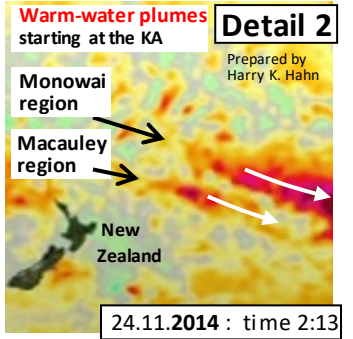 Warm-water plumes
starting at the KA
Detail 2
Prepared by
Harry K. Hahn
Monowai
region
Macauley
region
New
Zealand
24.11.2014 : time 2:13